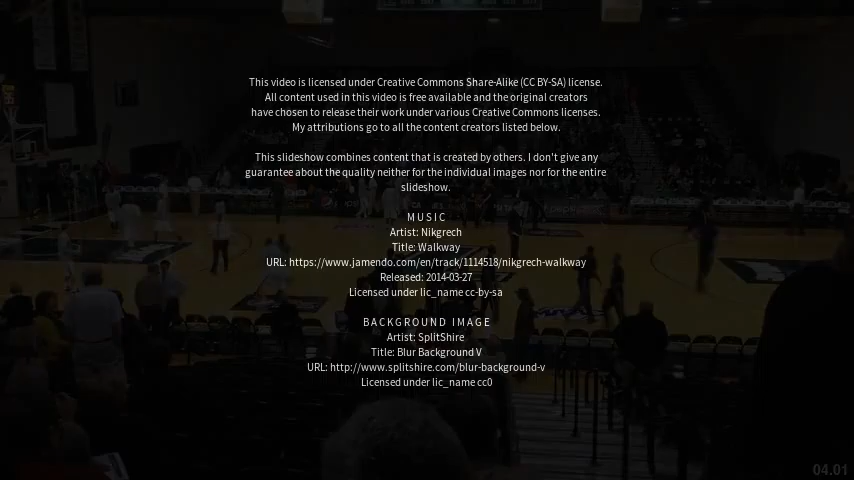 This video is licensed under Creative Commons Share-Alike (CC BY-SA) license.
All content used in this video is free available and the original creators
have chosen to release their work under various Creative Commons licenses.
My attributions go to all the content creators listed below.
This slideshow combines content that is created by others. I don't give any
guarantee about the quality neither for the individual images nor for the entire
slideshow.
MUSIC
Artist: Nikgrech
Title: Walkway
URL: https://www.jamendo.com/en/track/1114518/nikgrech-walkway
Released: 2014-03-27
Licensed under lic_name cc-by-sa
BACKGROUND IMAGE
Artist: SplitShire
Title: Blur Background V
URL: http://www.splitshire.com/blur-background-v
Licensed under lic_name cc0
04.01